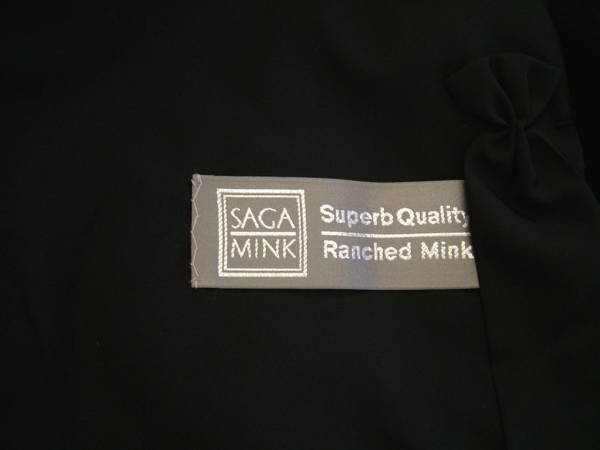 SAGA
MINK
Superb Quality
Ranched Mink